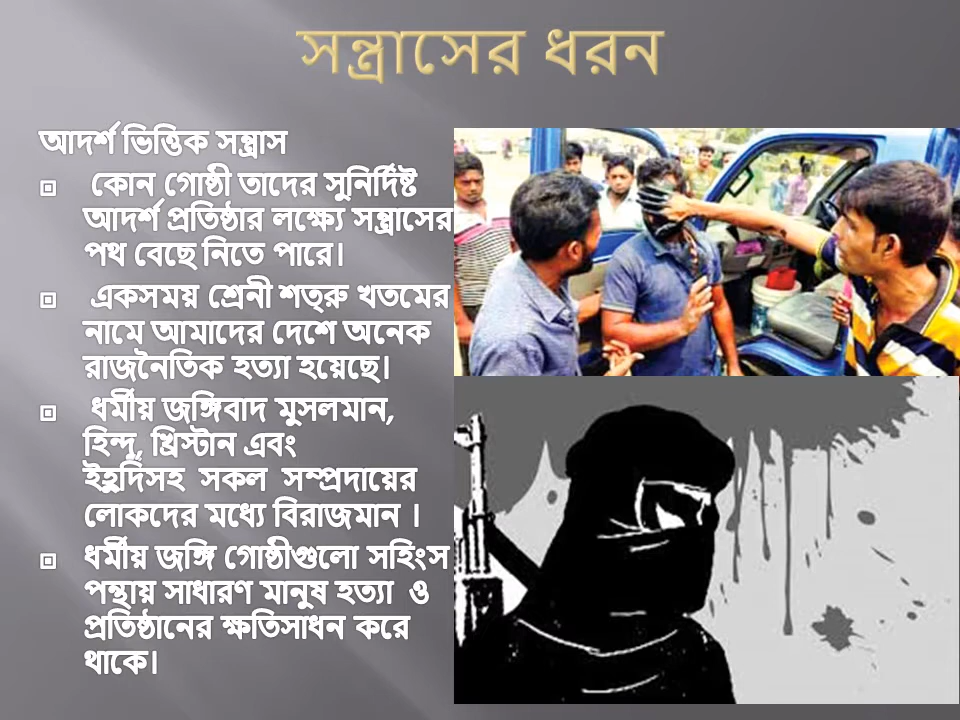 সন্ত্রাসের ধরন
আদর্শ ভিত্তিক সন্ত্রাস
কোন গোষ্ঠী তাদের সুনির্দিষ্ট
আদর্শ প্রতিষ্ঠার লক্ষ্যে সন্ত্রাসের
পথ বেছে নিতে পারে।
একসময় শ্রেনী শত্রু খতমের
নামে আমাদের দেশে অনেক
রাজনৈতিক হত্যা হয়েছে।
ধর্মীয় জঙ্গিবাদ মুসলমান,
হিন্দু, খ্রিস্টান এবং
ইহুদিসহ সকল সম্প্রদায়ের
লোকদের মধ্যে বিরাজমান ।
ধর্মীয় জঙ্গি গোষ্ঠীগুলো সহিংস
পন্থায় সাধারণ মানুষ হত্যা ও
প্রতিষ্ঠানের ক্ষতিসাধন করে
থাকে।